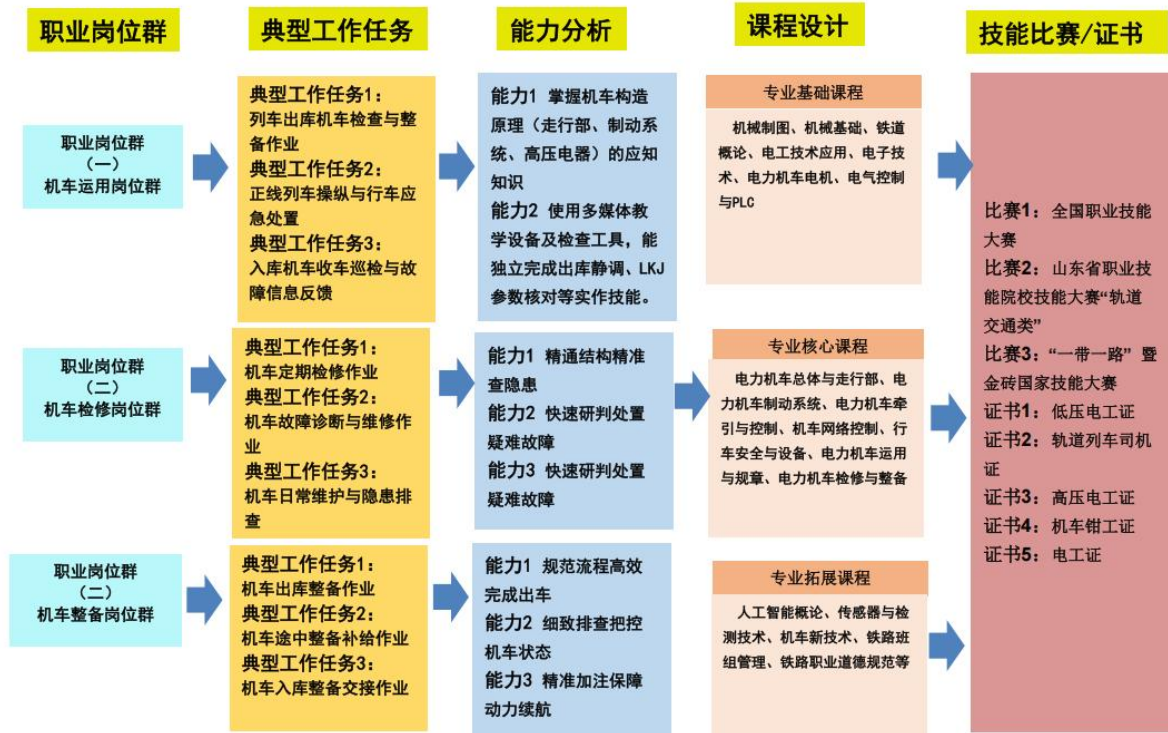 职业岗位群
典型工作任务
能力分析
课程设计
技能比赛/证书
职业岗位群
（一）
机车运用岗位群
典型工作任务1：
列车出库机车检查与整
备作业
典型工作任务2：
正线列车操纵与行车应
急处置
典型工作任务3：
入库机车收车巡检与故
障信息反馈
能力1 掌握机车构造
原理（走行部、制动系
统、高压电器）的应知
知识
能力2 使用多媒体教
学设备及检查工具，能
独立完成出库静调、LKJ
参数核对等实作技能。
专业基础课程
机械制图、机械基础、铁道
概论、电工技术应用、电子技
术、电力机车电机、电气控制
与PLC
职业岗位群
（二）
机车检修岗位群
典型工作任务1：
机车定期检修作业
典型工作任务2：
机车故障诊断与维修作
业
典型工作任务3：
机车日常维护与隐患排
查
能力1 精通结构精准
查隐患
能力2 快速研判处置
疑难故障
能力3 快速研判处置
疑难故障
专业核心课程
电力机车总体与走行部、电
力机车制动系统、电力机车牵
引与控制、机车网络控制、行
车安全与设备、电力机车运用
与规章、电力机车检修与整备
职业岗位群
（二）
机车整备岗位群
典型工作任务1：
机车出库整备作业
典型工作任务2：
机车途中整备补给作业
典型工作任务3：
机车入库整备交接作业
能力1 规范流程高效
完成出车
能力2 细致排查把控
机车状态
能力3 精准加注保障
动力续航
专业拓展课程
人工智能概论、传感器与检
测技术、机车新技术、铁路班
组管理、铁路职业道德规范等
比赛1：全国职业技能
大赛
比赛2：山东省职业技
能院校技能大赛“轨道
交通类”
比赛3：“一带一路”暨
金砖国家技能大赛
证书1：低压电工证
证书2：轨道列车司机
证
证书3：高压电工证
证书4：机车钳工证
证书5：电工证